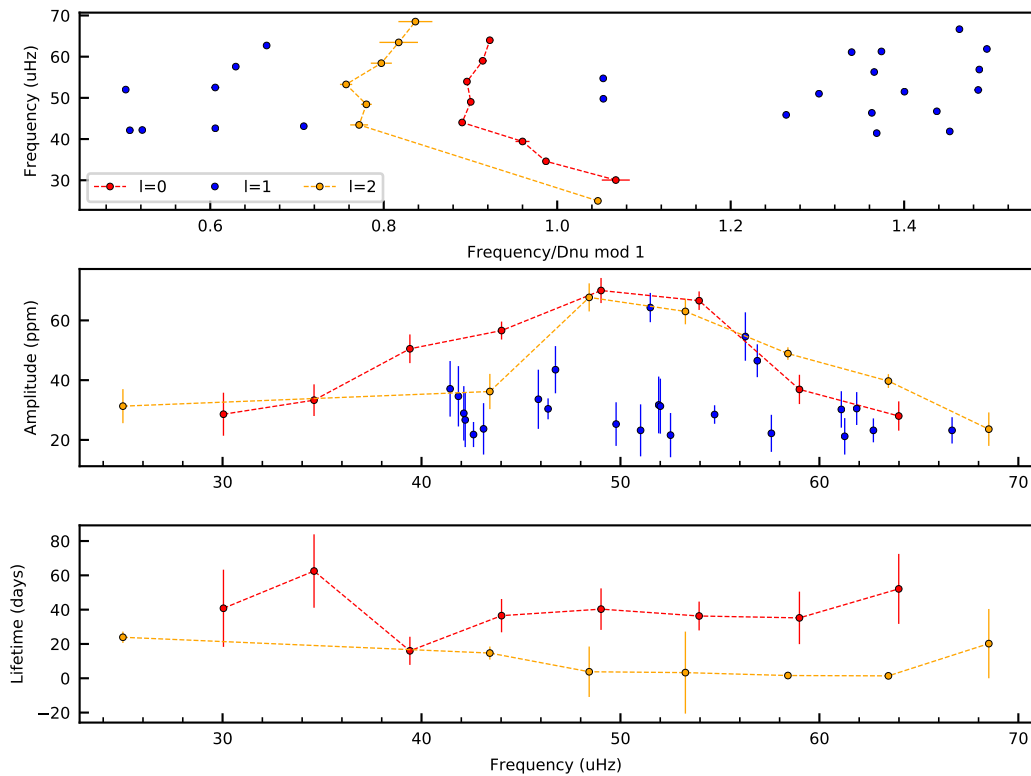 70
60
50
40
30
Frequency (uHz)
l=0 l=1 l=2
0.6 0.8 1.0 1.2 1.4
Frequency/Dnu mod 1
60
40
20
Amplitude (ppm)
30 40 50 60 70
80
60
40
20
0
−20
Lifetime (days)
30 40 50 60 70
Frequency (uHz)